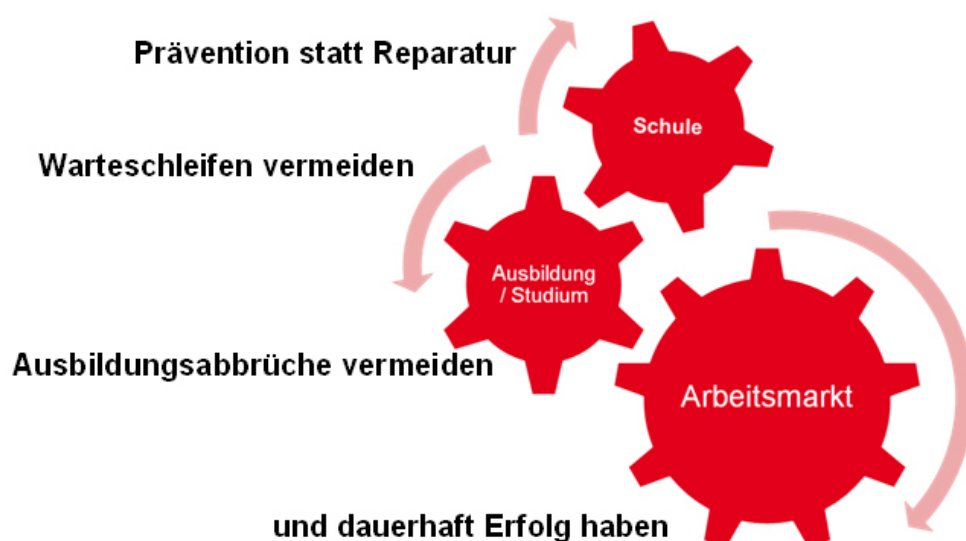 Prävention statt Reparatur
Schule
Warteschleifen vermeiden
Ausbildung
/ Studium
Ausbildungsabbrüche vermeiden
Arbeitsmarkt
und dauerhaft Erfolg haben